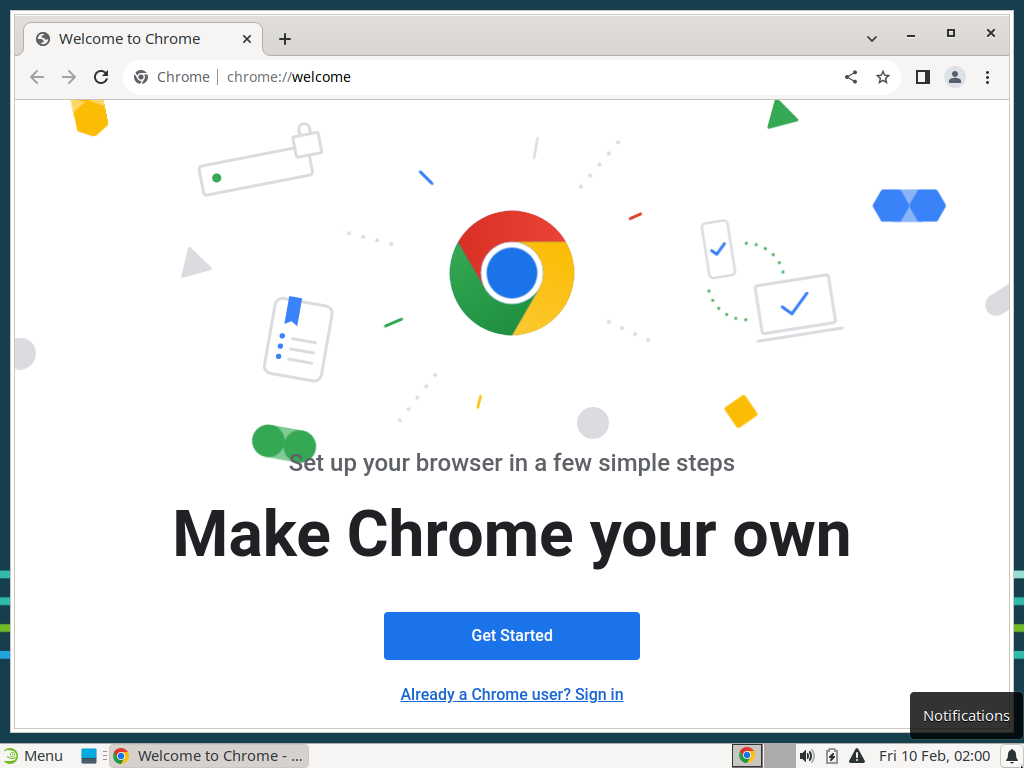 Welcome to Chrome
Chrome chrome://welcome
Set up your browser in a few simple steps
Make Chrome your own
Get Started
Already a Chrome user? Sign in
Notifications
Menu
Welcome to Chrome - ...
Fri 10 Feb, 02:00